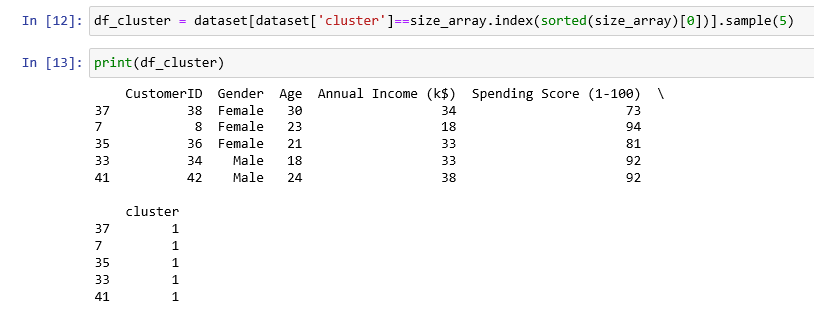 In [12]: df_cluster = dataset[dataset['cluster']==size_array.index(sorted(size_array)[0])].sample(5)
In [13]: print(df_cluster)
CustomerID Gender Age Annual Income (k$) Spending Score (1-100) \
37 38 Female 30 34 73
7 8 Female 23 18 94
35 36 Female 21 33 81
33 34 Male 18 33 92
41 42 Male 24 38 92
cluster
37 1
7 1
35 1
33 1
41 1